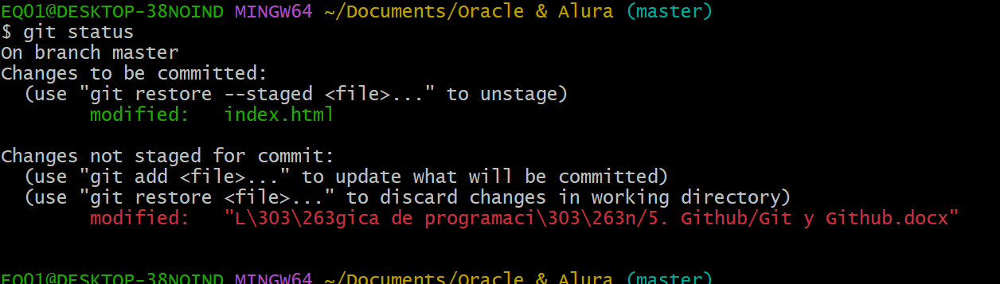 EQ01@DESKTOP-38NOIND MINGW64 ~/Documents/Oracle & Alura (master)
$ git status
On branch master
Changes to be committed:
  (use "git restore --staged <file>..." to unstage)
        modified:   index.html

Changes not staged for commit:
  (use "git add <file>..." to update what will be committed)
  (use "git restore <file>..." to discard changes in working directory)
        modified:   "L\303\263gica de programaci\303\263n/5. Github/Git y Github.docx"

EQ01@DESKTOP-38NOIND MINGW64 ~/Documents/Oracle & Alura (master)